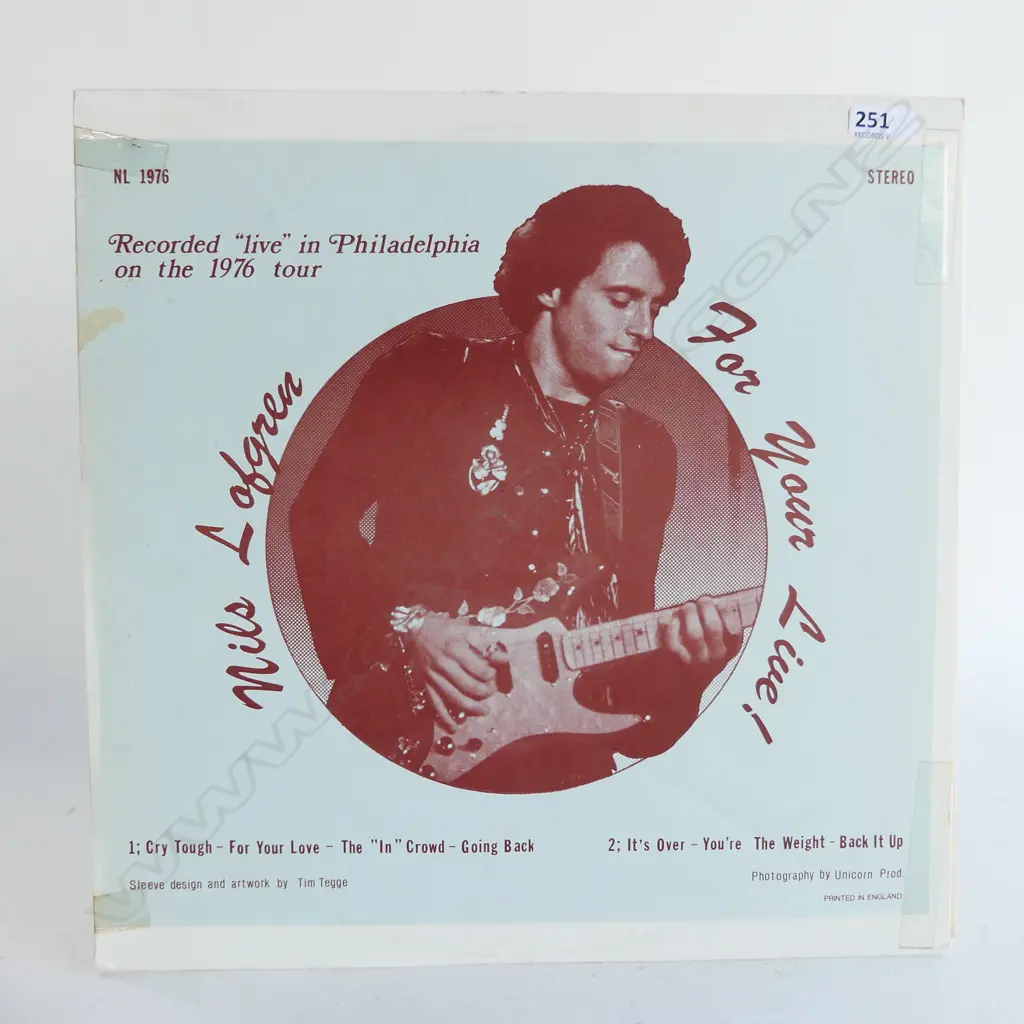 251
RECORDS V
NL 1976
STEREO
Recorded "live" in Philadelphia
on the 1976 tour
Nils Lofgren
For Your Live!
1; Cry Tough - For Your Love - The "In" Crowd - Going Back
2; It's Over - You're The Weight - Back It Up
Sleeve design and artwork by Tim Tegge
Photography by Unicorn Prod.
PRINTED IN ENGLAND